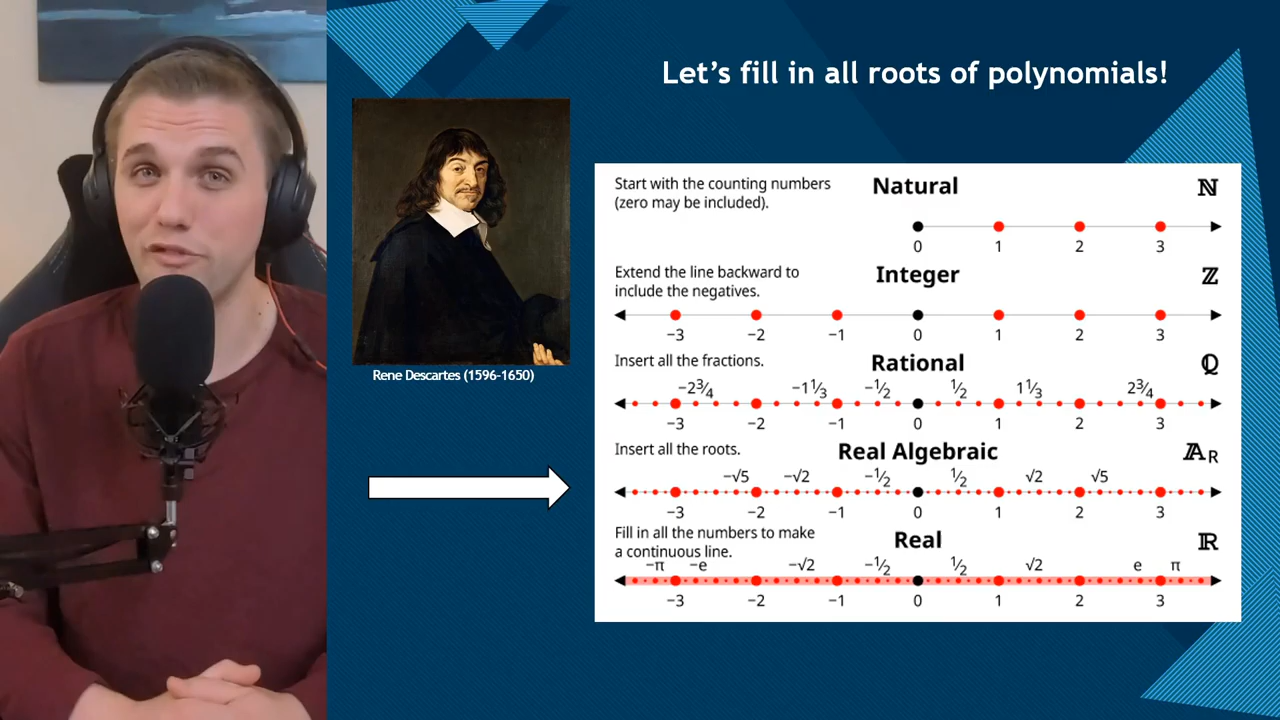 Let's fill in all roots of polynomials!
Rene Descartes (1596-1650)
Start with the counting numbers
(zero may be included).
Natural
ℕ
0 1 2 3
Extend the line backward to
include the negatives.
Integer
ℤ
−3 −2 −1 0 1 2 3
Insert all the fractions.
Rational
ℚ
−2¾ −1⅓ −½ ½ 1⅓ 2¾
−3 −2 −1 0 1 2 3
Insert all the roots.
Real Algebraic
𝔸R
−√5 −√2 −½ ½ √2 √5
−3 −2 −1 0 1 2 3
Fill in all the numbers to make
a continuous line.
Real
ℝ
−π −e −√2 −½ ½ √2 e π
−3 −2 −1 0 1 2 3